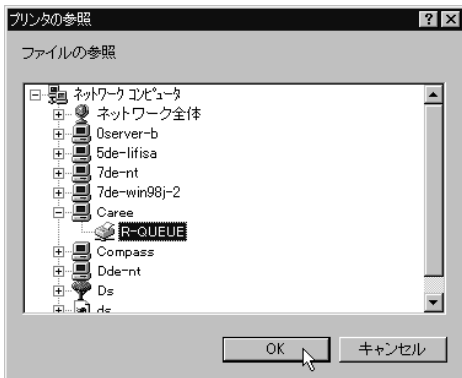 プリンタの参照
ファイルの参照
ネットワーク コンピュータ
ネットワーク全体
0server-b
5de-lifisa
7de-nt
7de-win98j-2
Caree
R-QUEUE
Compass
Dde-nt
Ds
ds
OK
キャンセル